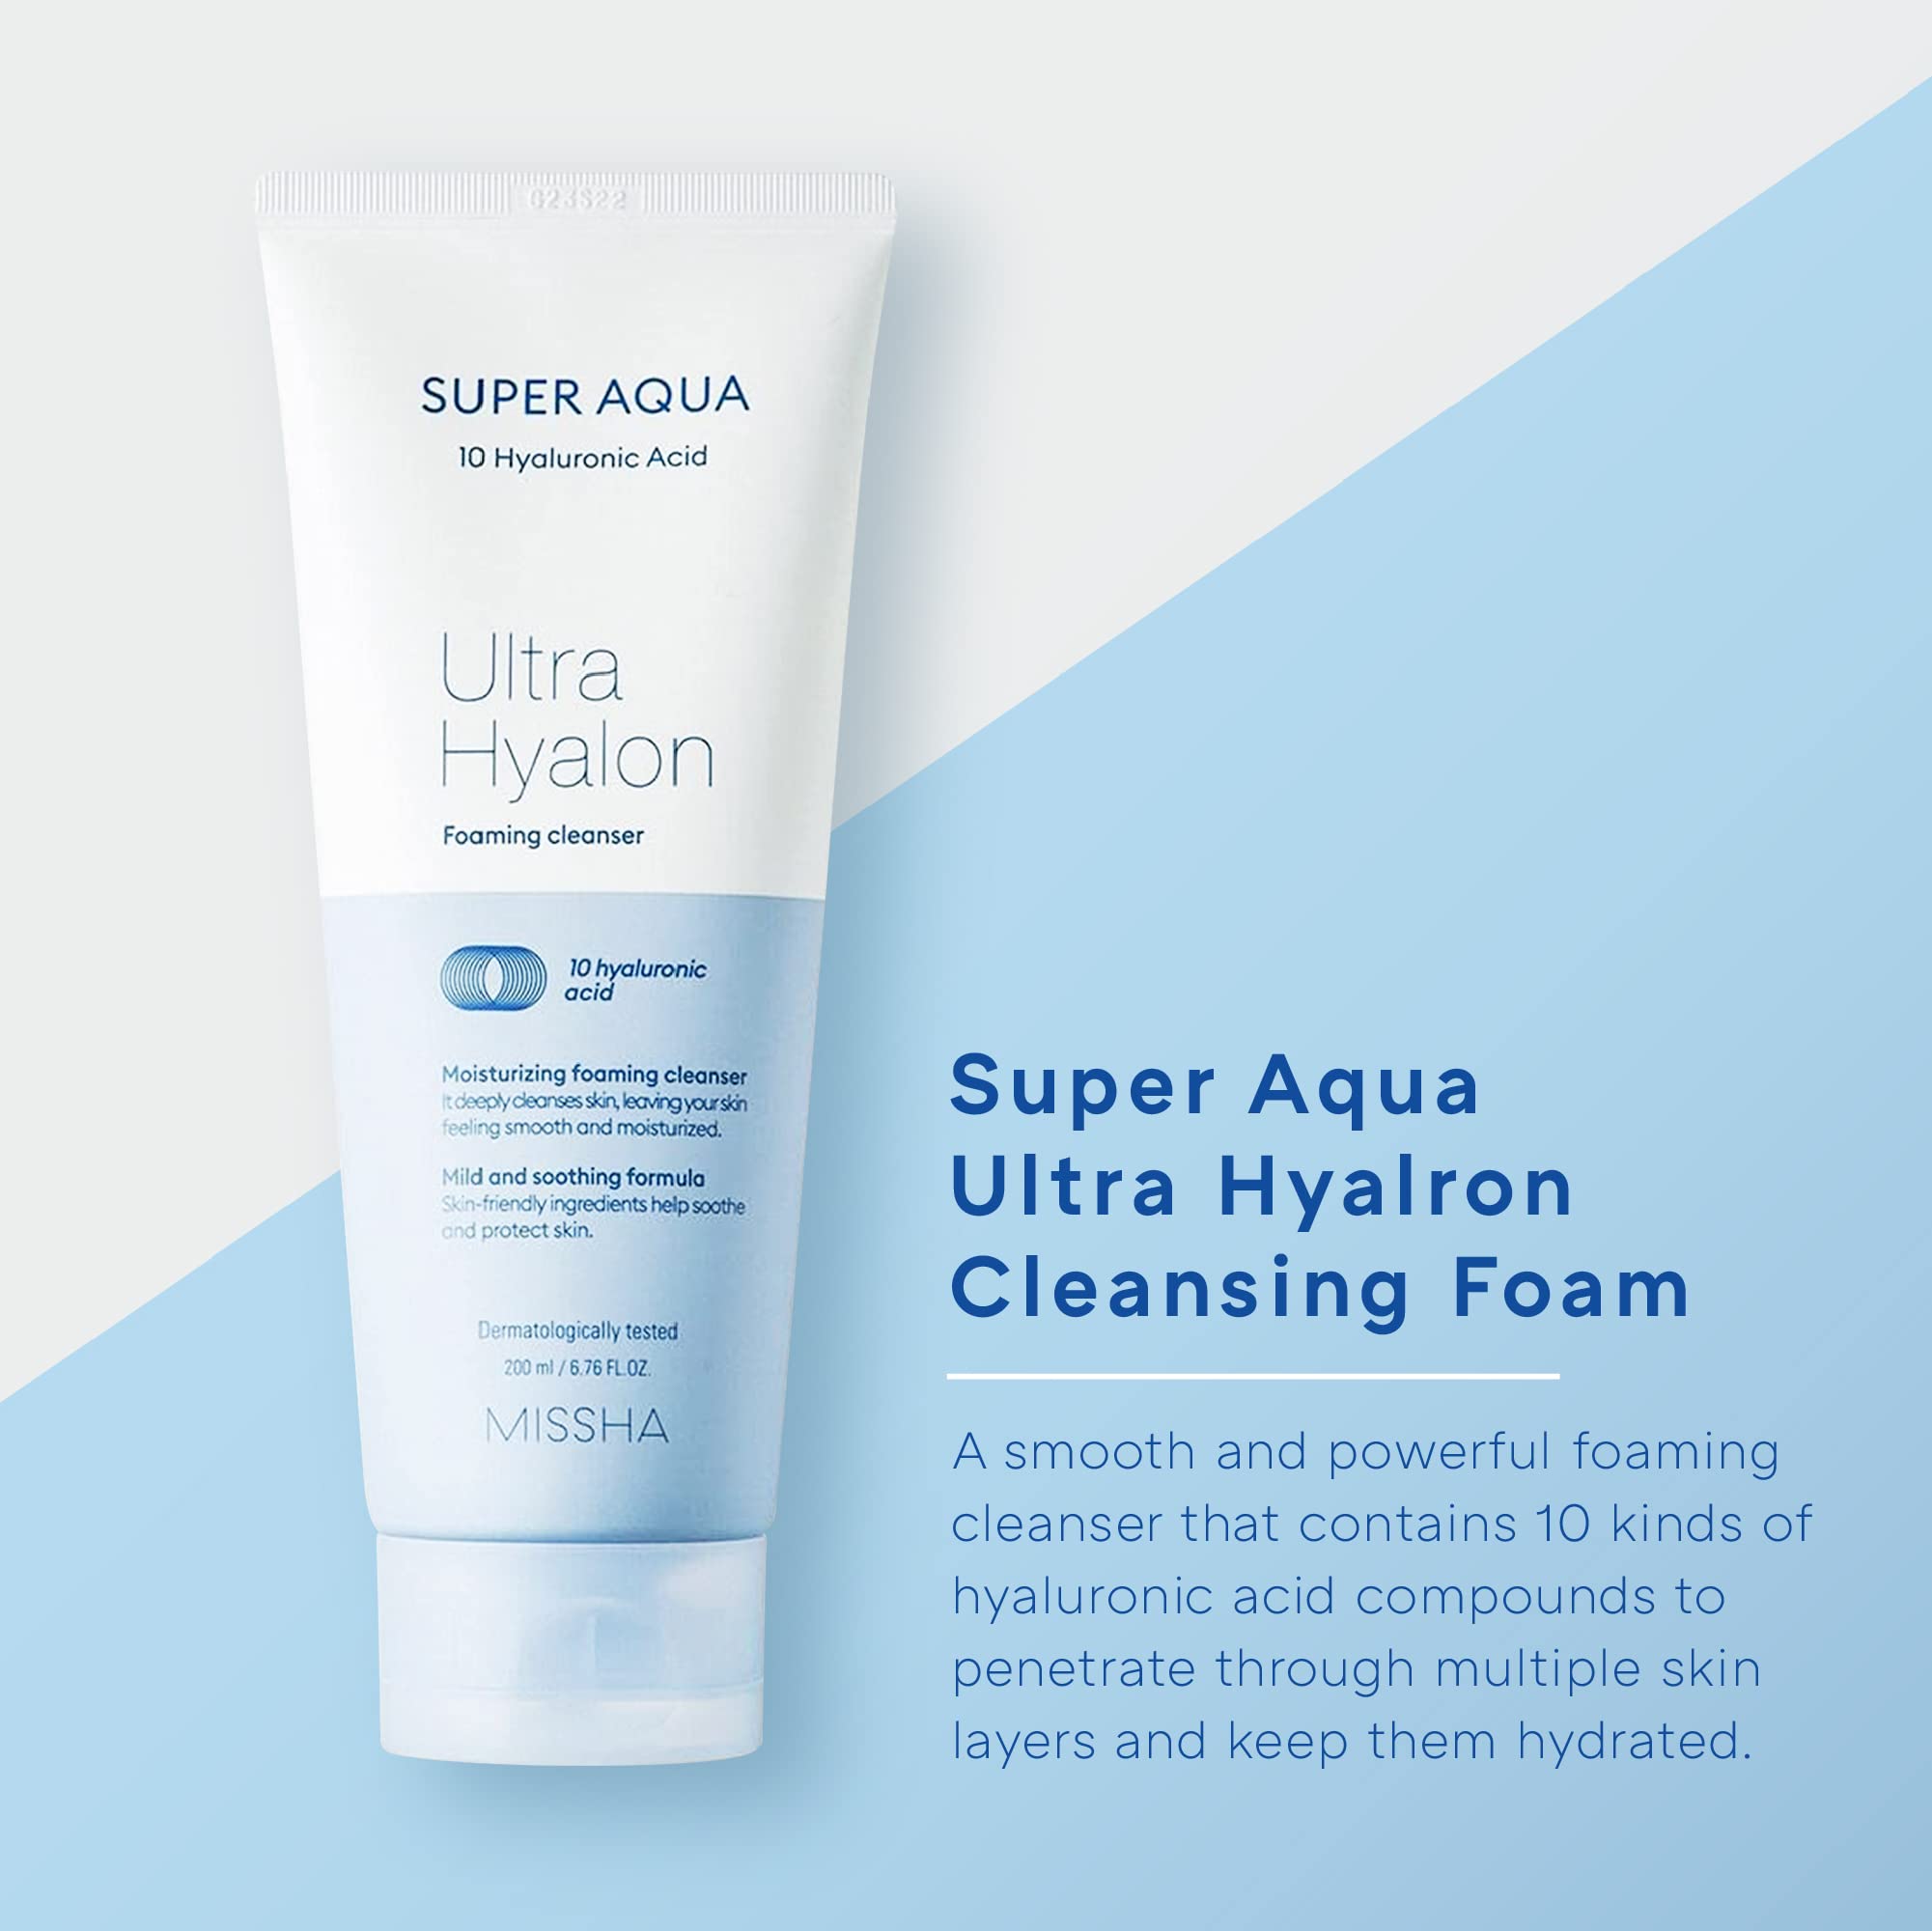 SUPER AQUA
10 Hyaluronic Acid
Ultra
Hyalon
Foaming cleanser
10 hyaluronic
acid
Moisturizing foaming cleanser
It deeply cleanses skin, leaving your skin
feeling smooth and moisturized.
Mild and soothing formula
Skin-friendly ingredients help soothe
and protect skin.
Dermatologically tested
200 ml / 6.76 FL.OZ.
MISSHA
Super Aqua
Ultra Hyalron
Cleansing Foam
A smooth and powerful foaming
cleanser that contains 10 kinds of
hyaluronic acid compounds to
penetrate through multiple skin
layers and keep them hydrated.